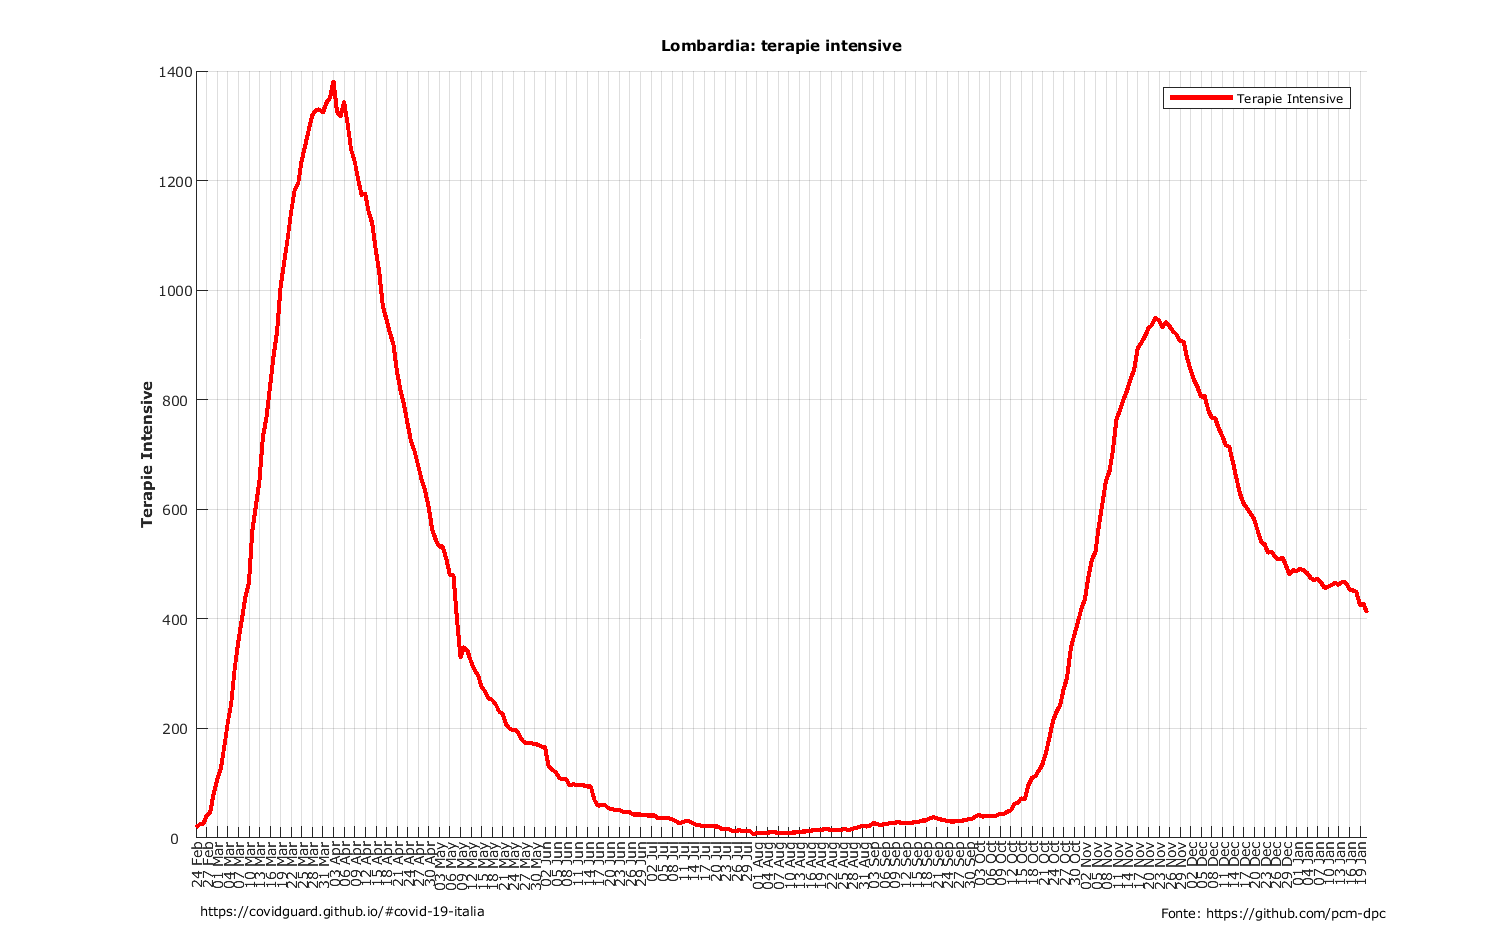 Lombardia: terapie intensive
Terapie Intensive
1400
1200
1000
800
600
400
200
0
Terapie Intensive
24 Feb
27 Feb
01 Mar
04 Mar
07 Mar
10 Mar
13 Mar
16 Mar
19 Mar
22 Mar
25 Mar
28 Mar
31 Mar
03 Apr
06 Apr
09 Apr
12 Apr
15 Apr
18 Apr
21 Apr
24 Apr
27 Apr
30 Apr
03 May
06 May
09 May
12 May
15 May
18 May
21 May
24 May
27 May
30 May
02 Jun
05 Jun
08 Jun
11 Jun
14 Jun
17 Jun
20 Jun
23 Jun
26 Jun
29 Jun
02 Jul
05 Jul
08 Jul
11 Jul
14 Jul
17 Jul
20 Jul
23 Jul
26 Jul
29 Jul
01 Aug
04 Aug
07 Aug
10 Aug
13 Aug
16 Aug
19 Aug
22 Aug
25 Aug
28 Aug
31 Aug
03 Sep
06 Sep
09 Sep
12 Sep
15 Sep
18 Sep
21 Sep
24 Sep
27 Sep
30 Sep
03 Oct
06 Oct
09 Oct
12 Oct
15 Oct
18 Oct
21 Oct
24 Oct
27 Oct
30 Oct
02 Nov
05 Nov
08 Nov
11 Nov
14 Nov
17 Nov
20 Nov
23 Nov
26 Nov
29 Nov
02 Dec
05 Dec
08 Dec
11 Dec
14 Dec
17 Dec
20 Dec
23 Dec
26 Dec
29 Dec
01 Jan
04 Jan
07 Jan
10 Jan
13 Jan
16 Jan
19 Jan
https://covidguard.github.io/#covid-19-italia
Fonte: https://github.com/pcm-dpc